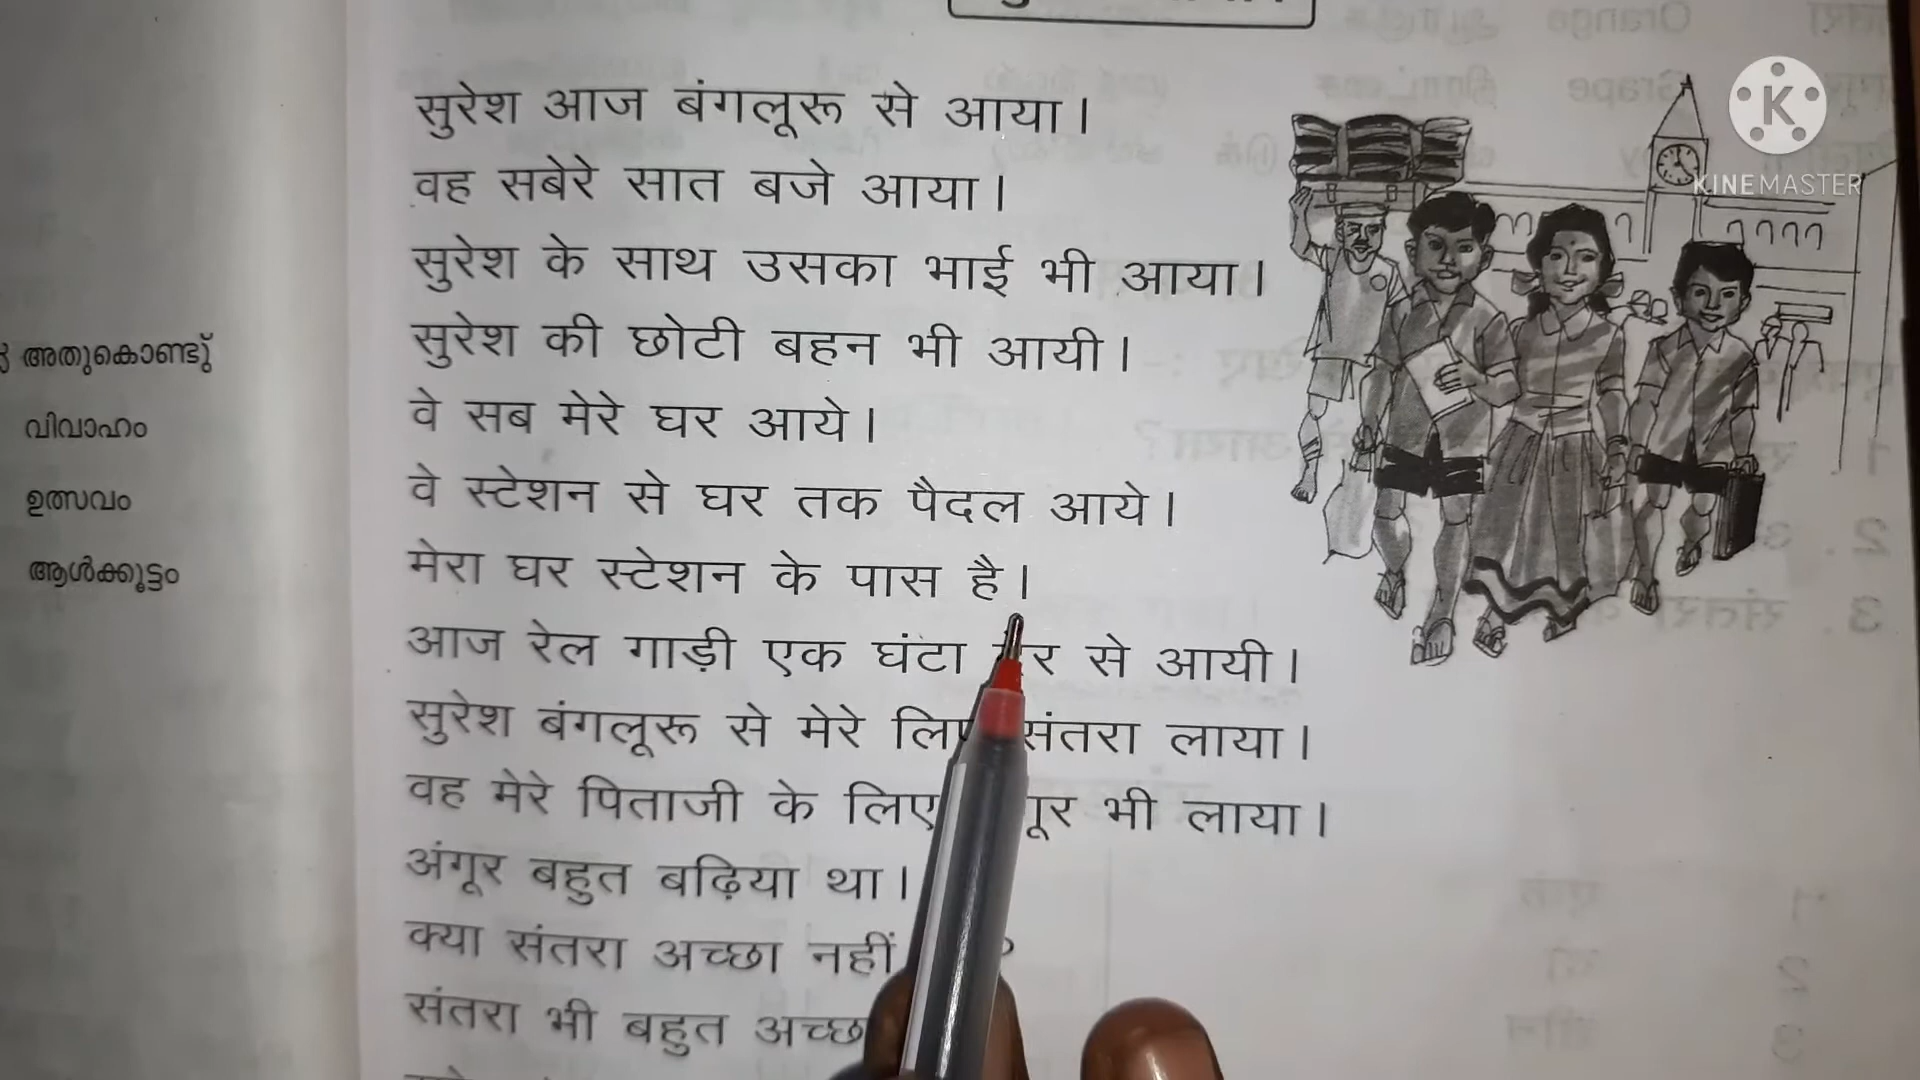 सुरेश आज बंगलूरू से आया।
वह सबेरे सात बजे आया।
सुरेश के साथ उसका भाई भी आया।
सुरेश की छोटी बहन भी आयी।
वे सब मेरे घर आये।
वे स्टेशन से घर तक पैदल आये।
मेरा घर स्टेशन के पास है।
आज रेल गाड़ी एक घंटा से आयी।
सुरेश बंगलूरू से मेरे लिए संतरा लाया।
वह मेरे पिताजी के लिए भी लाया।
अंगूर बहुत बढ़िया था।
क्या संतरा अच्छा नहीं
संतरा भी बहुत
അതുകൊണ്ടു്
വിവാഹം
ഉത്സവം
ആൾക്കൂട്ടം
KINEMASTER